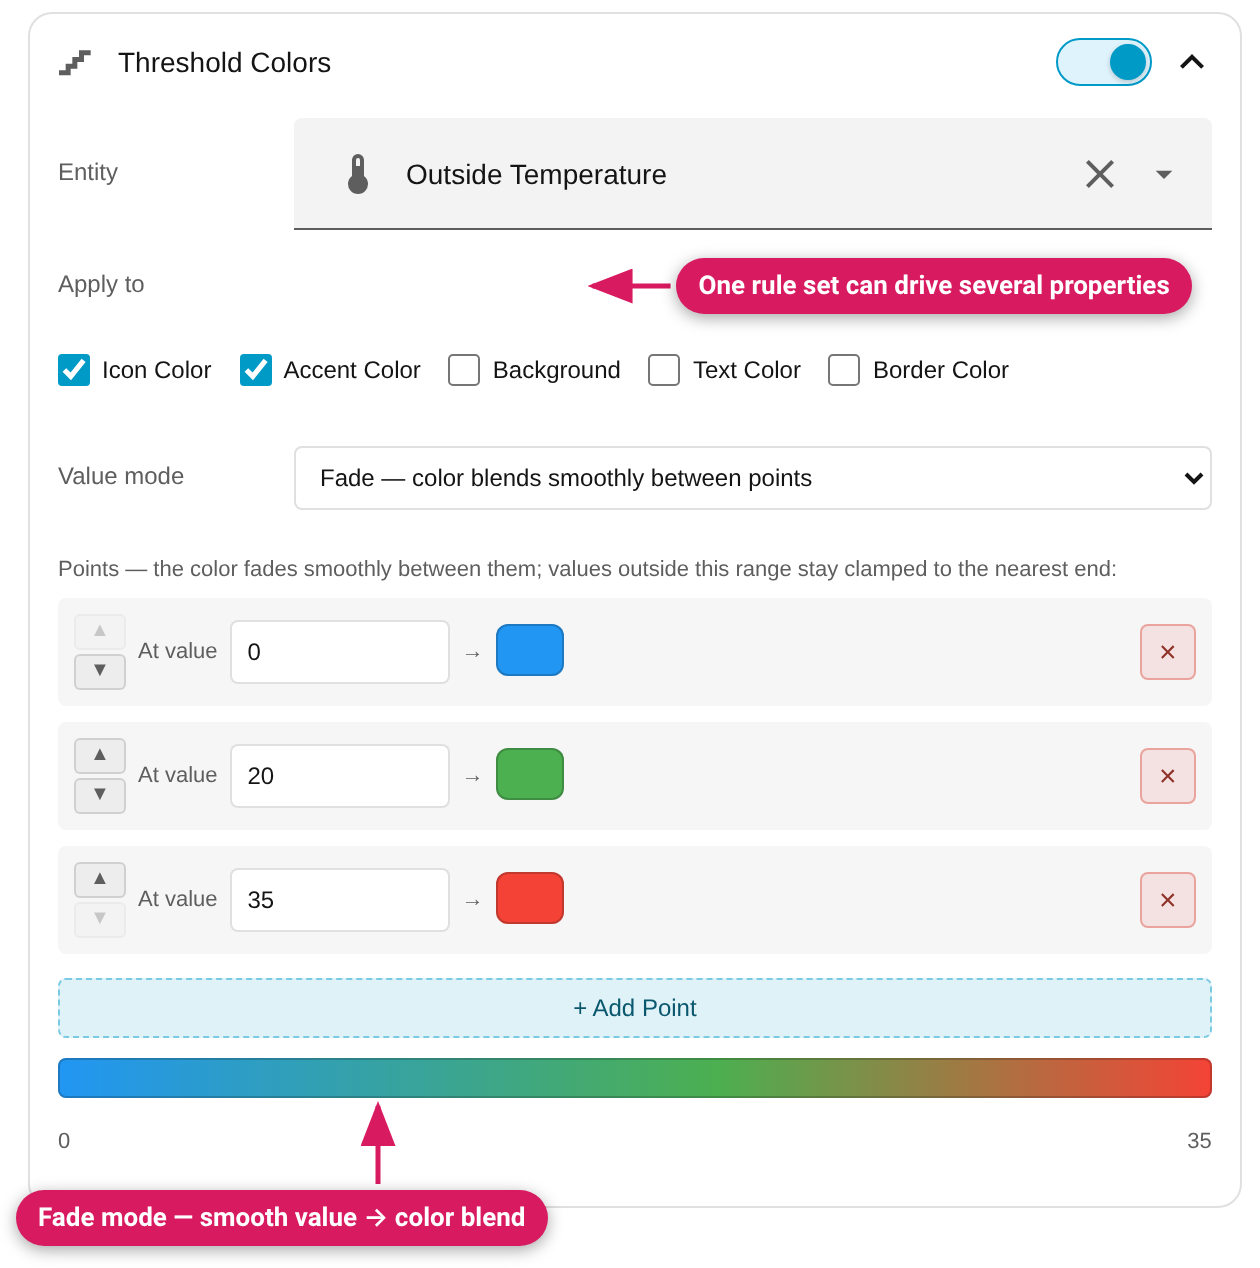 Threshold Colors
Entity
Outside Temperature
Apply to
One rule set can drive several properties
Icon Color
Accent Color
Background
Text Color
Border Color
Value mode
Fade — color blends smoothly between points
Points — the color fades smoothly between them; values outside this range stay clamped to the nearest end:
▲
▼
At value
0
→
×
▲
▼
At value
20
→
×
▲
▼
At value
35
→
×
+ Add Point
0
35
Fade mode — smooth value → color blend